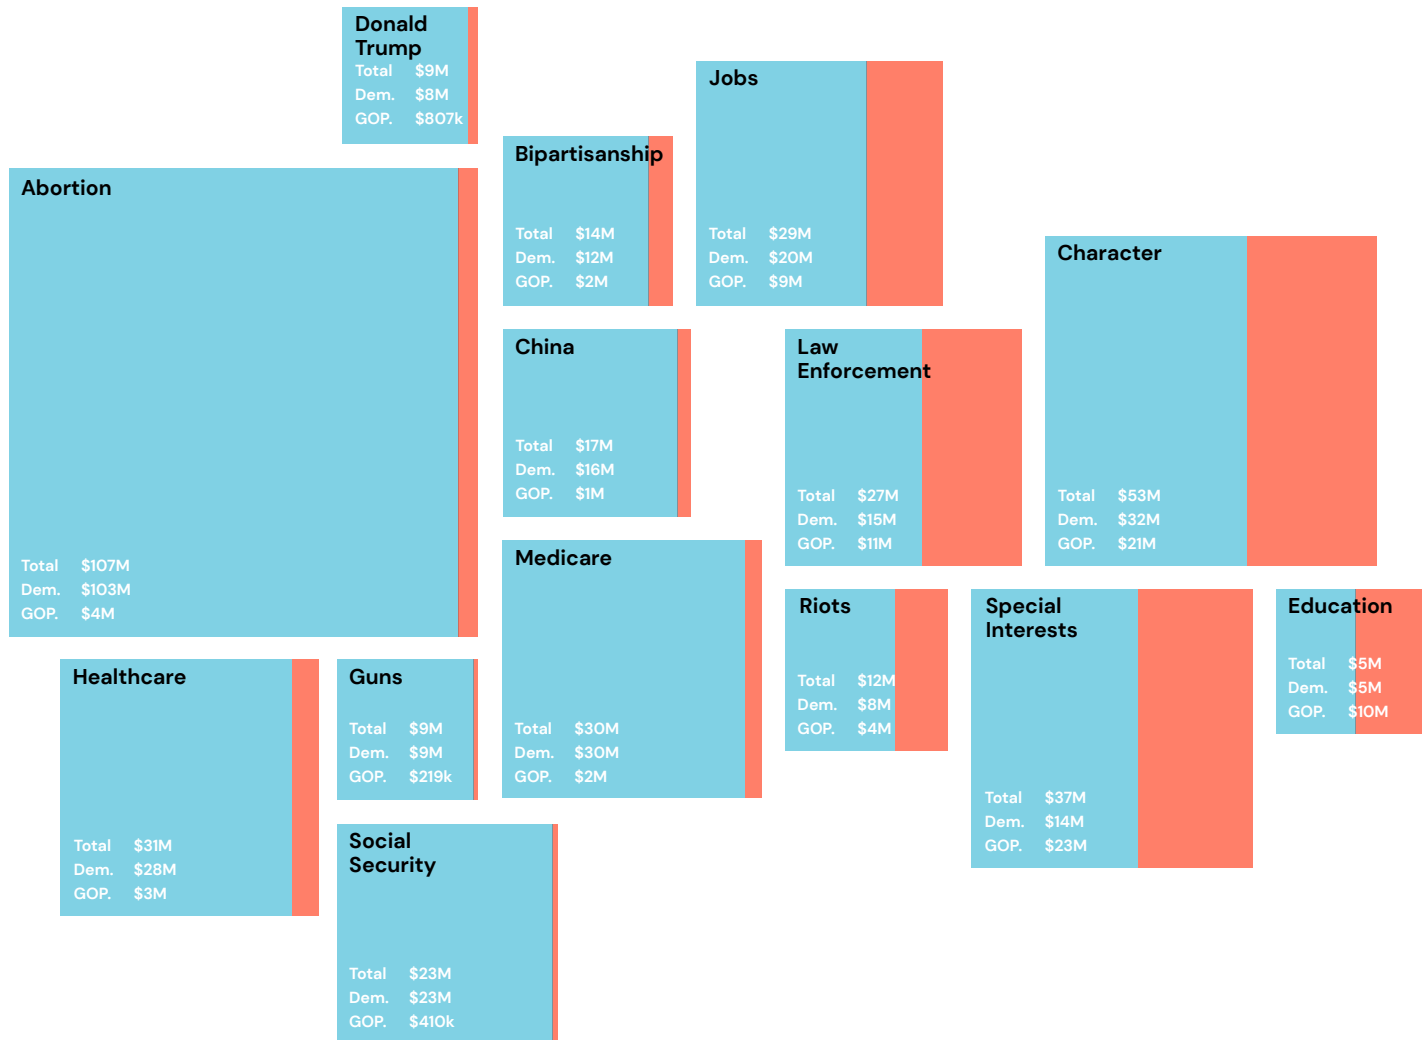 Donald
Trump
Total $9M
Dem. $8M
GOP. $807k
Jobs
Total $29M
Dem. $20M
GOP. $9M
Bipartisanship
Total $14M
Dem. $12M
GOP. $2M
Abortion
Total $107M
Dem. $103M
GOP. $4M
Character
Total $53M
Dem. $32M
GOP. $21M
China
Total $17M
Dem. $16M
GOP. $1M
Law
Enforcement
Total $27M
Dem. $15M
GOP. $11M
Medicare
Total $30M
Dem. $30M
GOP. $2M
Riots
Total $12M
Dem. $8M
GOP. $4M
Special
Interests
Total $37M
Dem. $14M
GOP. $23M
Education
Total $5M
Dem. $5M
GOP. $10M
Healthcare
Total $31M
Dem. $28M
GOP. $3M
Guns
Total $9M
Dem. $9M
GOP. $219k
Social
Security
Total $23M
Dem. $23M
GOP. $410k